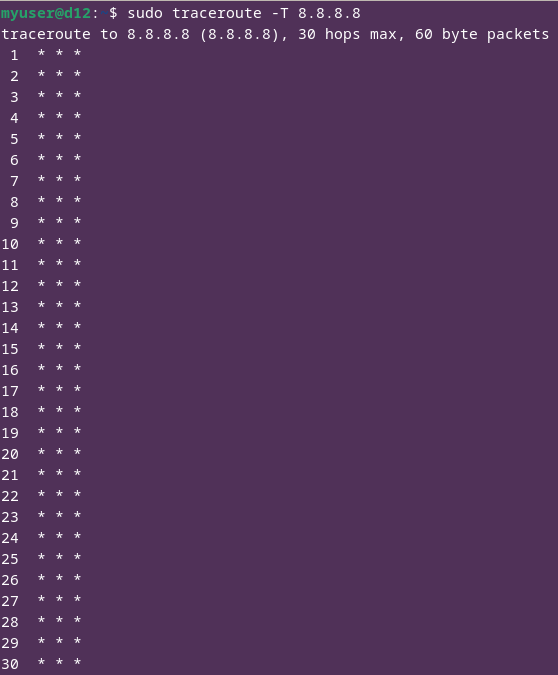 myuser@d12: $ sudo traceroute -T 8.8.8.8
traceroute to 8.8.8.8 (8.8.8.8), 30 hops max, 60 byte packets
 1  * * *
 2  * * *
 3  * * *
 4  * * *
 5  * * *
 6  * * *
 7  * * *
 8  * * *
 9  * * *
10  * * *
11  * * *
12  * * *
13  * * *
14  * * *
15  * * *
16  * * *
17  * * *
18  * * *
19  * * *
20  * * *
21  * * *
22  * * *
23  * * *
24  * * *
25  * * *
26  * * *
27  * * *
28  * * *
29  * * *
30  * * *